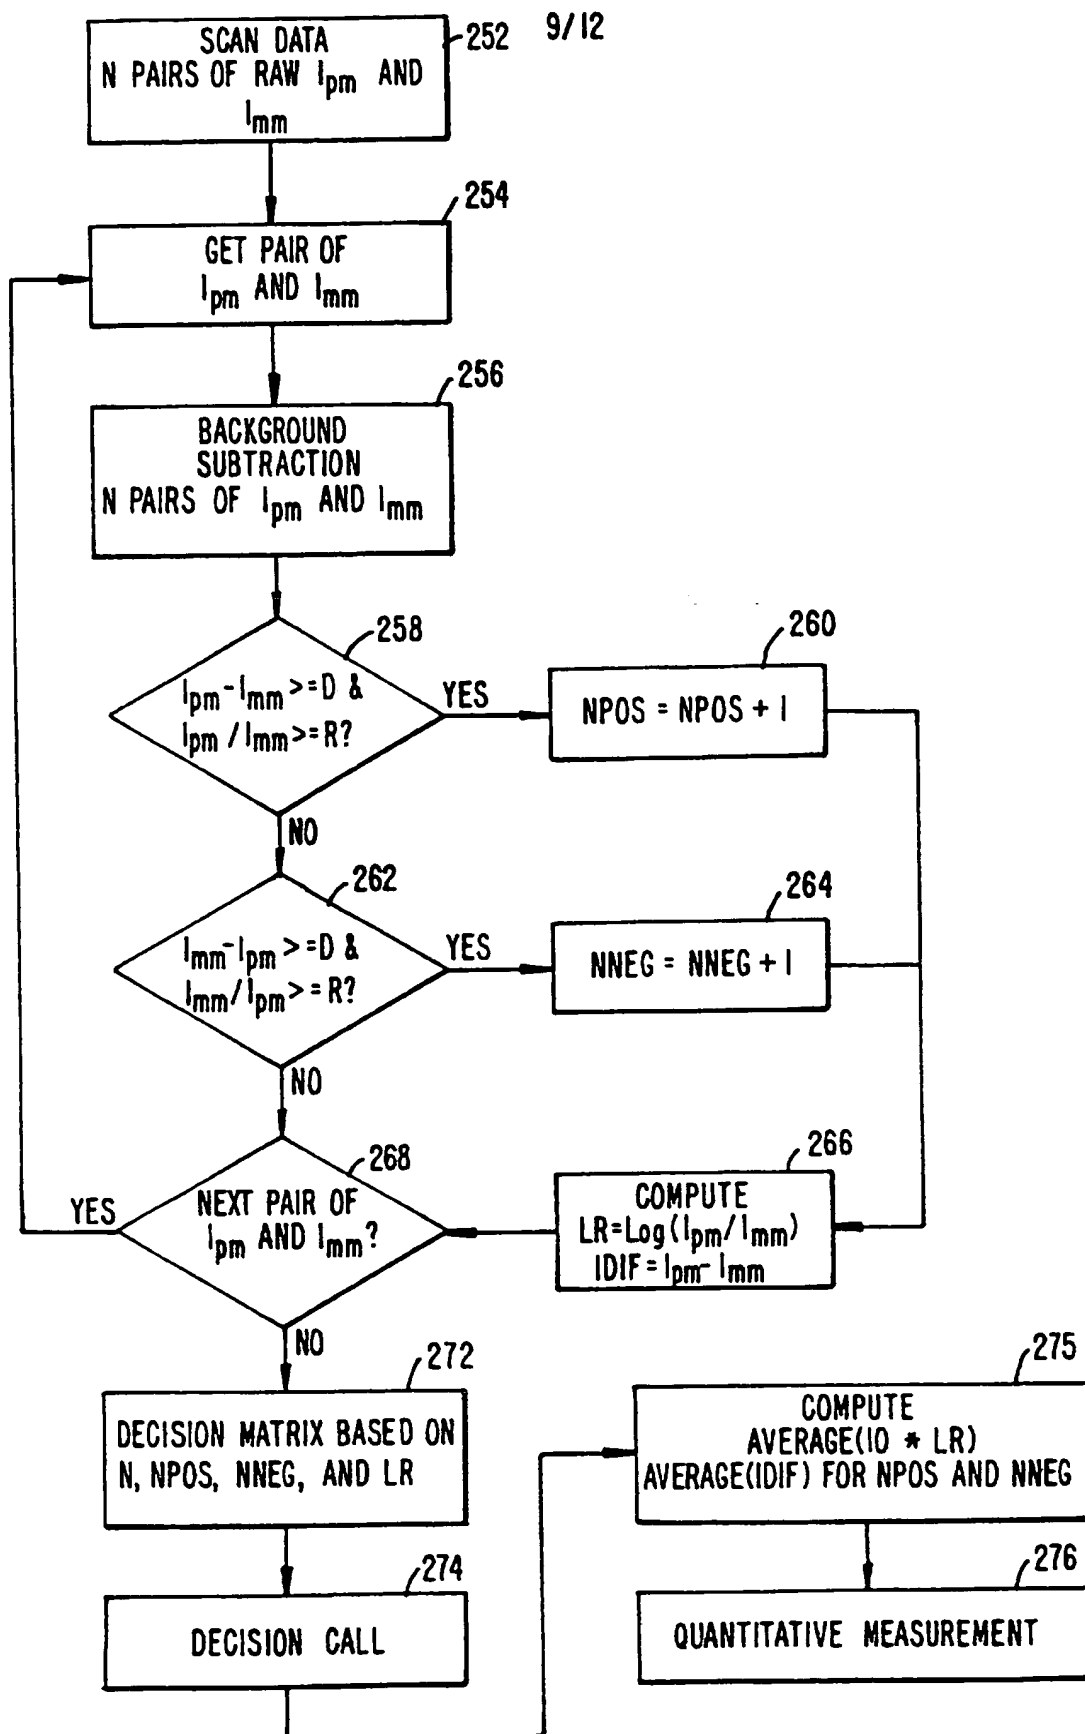 252
9/12
SCAN DATA
N PAIRS OF RAW Ipm AND
Imm
254
GET PAIR OF
Ipm AND Imm
256
BACKGROUND
SUBTRACTION
N PAIRS OF Ipm AND Imm
258
Ipm-Imm >=D &
Ipm/Imm >=R?
YES
260
NPOS = NPOS + 1
NO
262
Imm-Ipm >=D &
Imm/Ipm >=R?
YES
264
NNEG = NNEG + 1
NO
268
NEXT PAIR OF
Ipm AND Imm?
YES
266
COMPUTE
LR=Log(Ipm/Imm)
IDIF=Ipm-Imm
NO
272
DECISION MATRIX BASED ON
N, NPOS, NNEG, AND LR
275
COMPUTE
AVERAGE(10 * LR)
AVERAGE(IDIF) FOR NPOS AND NNEG
274
DECISION CALL
276
QUANTITATIVE MEASUREMENT